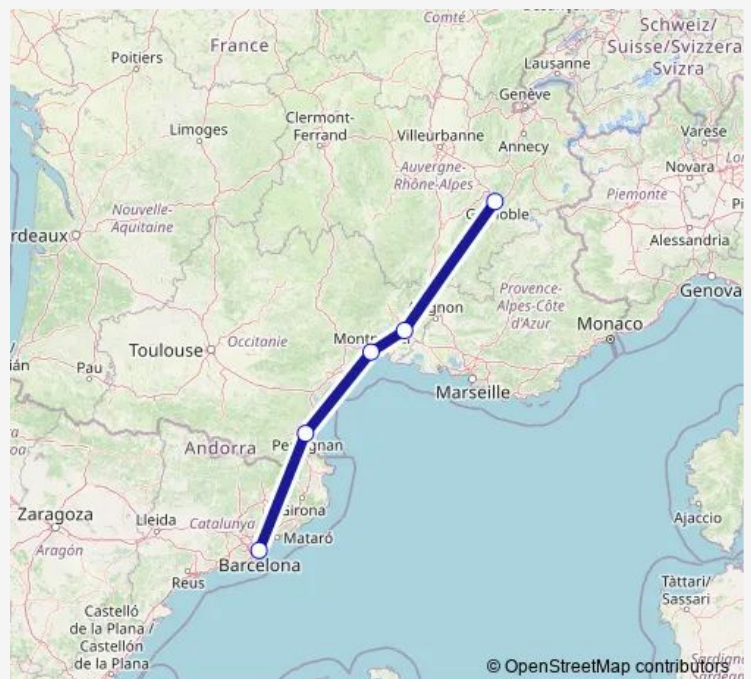 Comté
Schweiz/
Suisse/Svizzera
Svizra
France
Poitiers
Lausanne
Genève
Limoges
Clermont-
Ferrand
Villeurbanne
Annecy
Varese
Auvergne-
Rhône-Alpes
Novara
Piemonte
Nouvelle-
Aquitaine
Alessandria
Genova
Provence-
Alpes-Côte
d'Azur
Monaco
Toulouse
Occitanie
Pau
Marseille
Andorra
Zaragoza
Aragón
Lleida
Catalunya
Mataró
Barcelona
Reus
Ajaccio
Tàttari/
Sassari
Castelló
de la Plana /
Castellón
de la Plana
© OpenStreetMap contributors